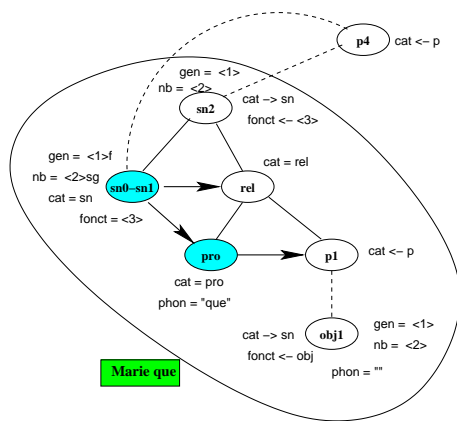 p4 cat <– p
gen = <1>
nb = <2>
sn2
cat –> sn
fonct <– <3>
gen = <1>f
nb = <2>sg
cat = sn
fonct = <3>
sn0–sn1
cat = rel
rel
pro
cat = pro
phon = "que"
p1
cat <– p
cat –> sn
fonct <– obj
obj1
gen = <1>
nb = <2>
phon = ""
Marie que